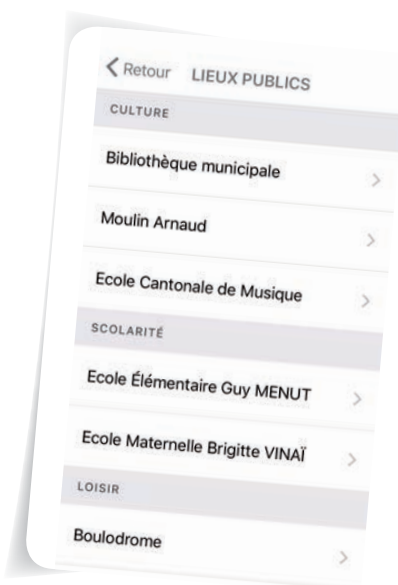 Retour LIEUX PUBLICS
CULTURE
Bibliothèque municipale
Moulin Arnaud
Ecole Cantonale de Musique
SCOLARITÉ
Ecole Élémentaire Guy MENUT
Ecole Maternelle Brigitte VINAÏ
LOISIR
Boulodrome